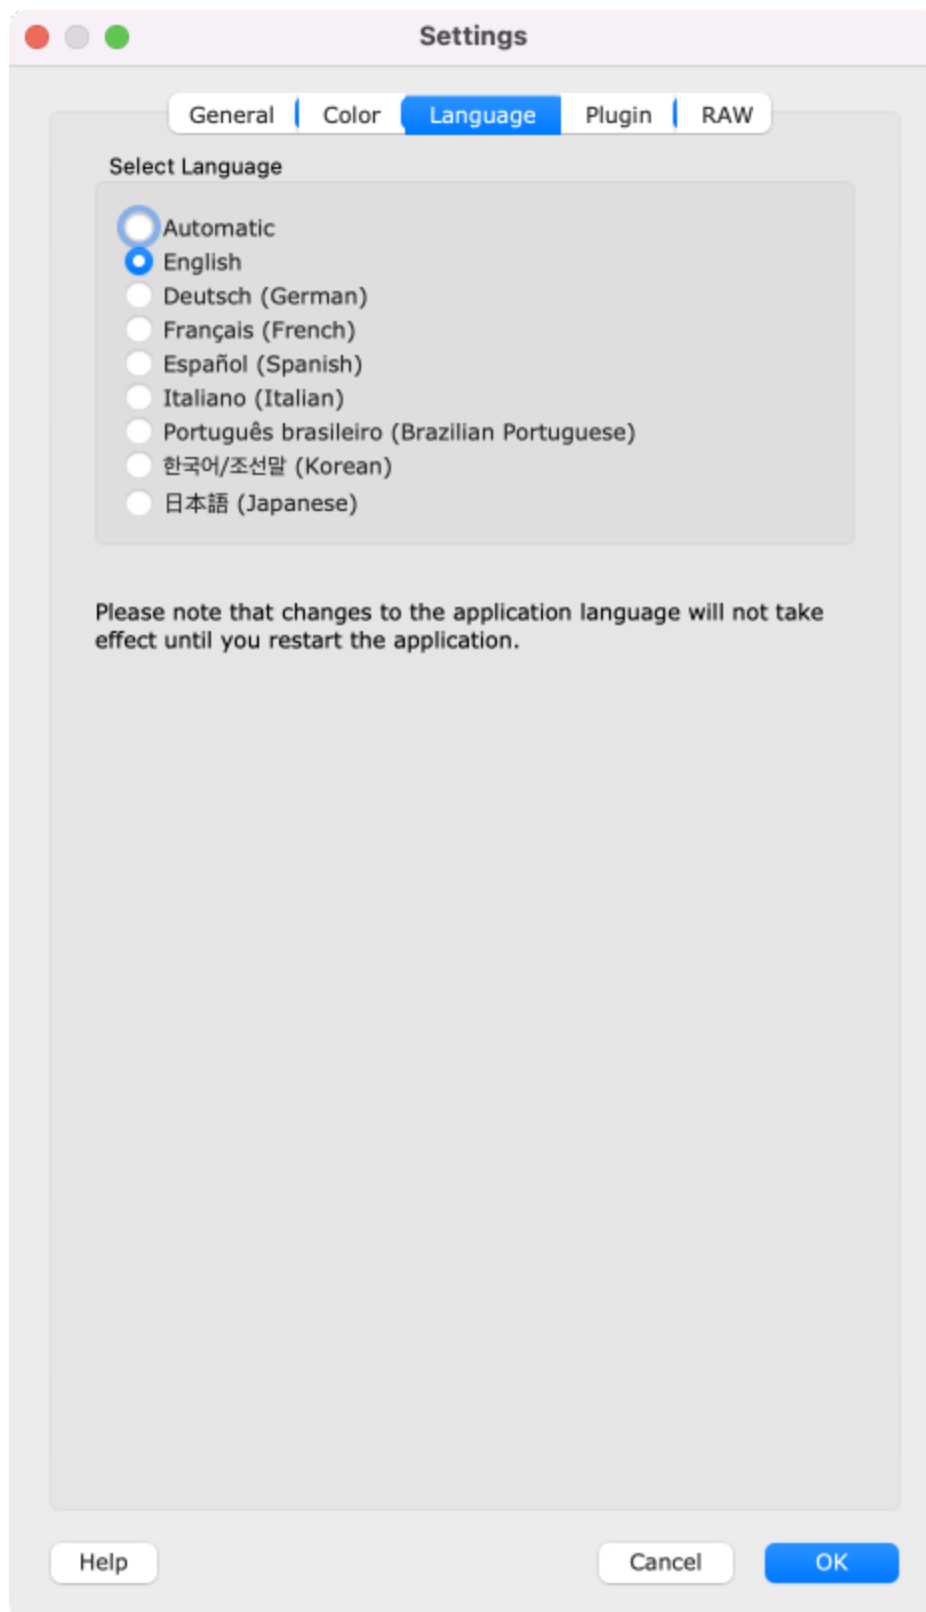 Settings
General Color Language Plugin RAW
Select Language
Automatic
English
Deutsch (German)
Français (French)
Español (Spanish)
Italiano (Italian)
Português brasileiro (Brazilian Portuguese)
한국어/조선말 (Korean)
日本語 (Japanese)
Please note that changes to the application language will not take
effect until you restart the application.
Help Cancel OK